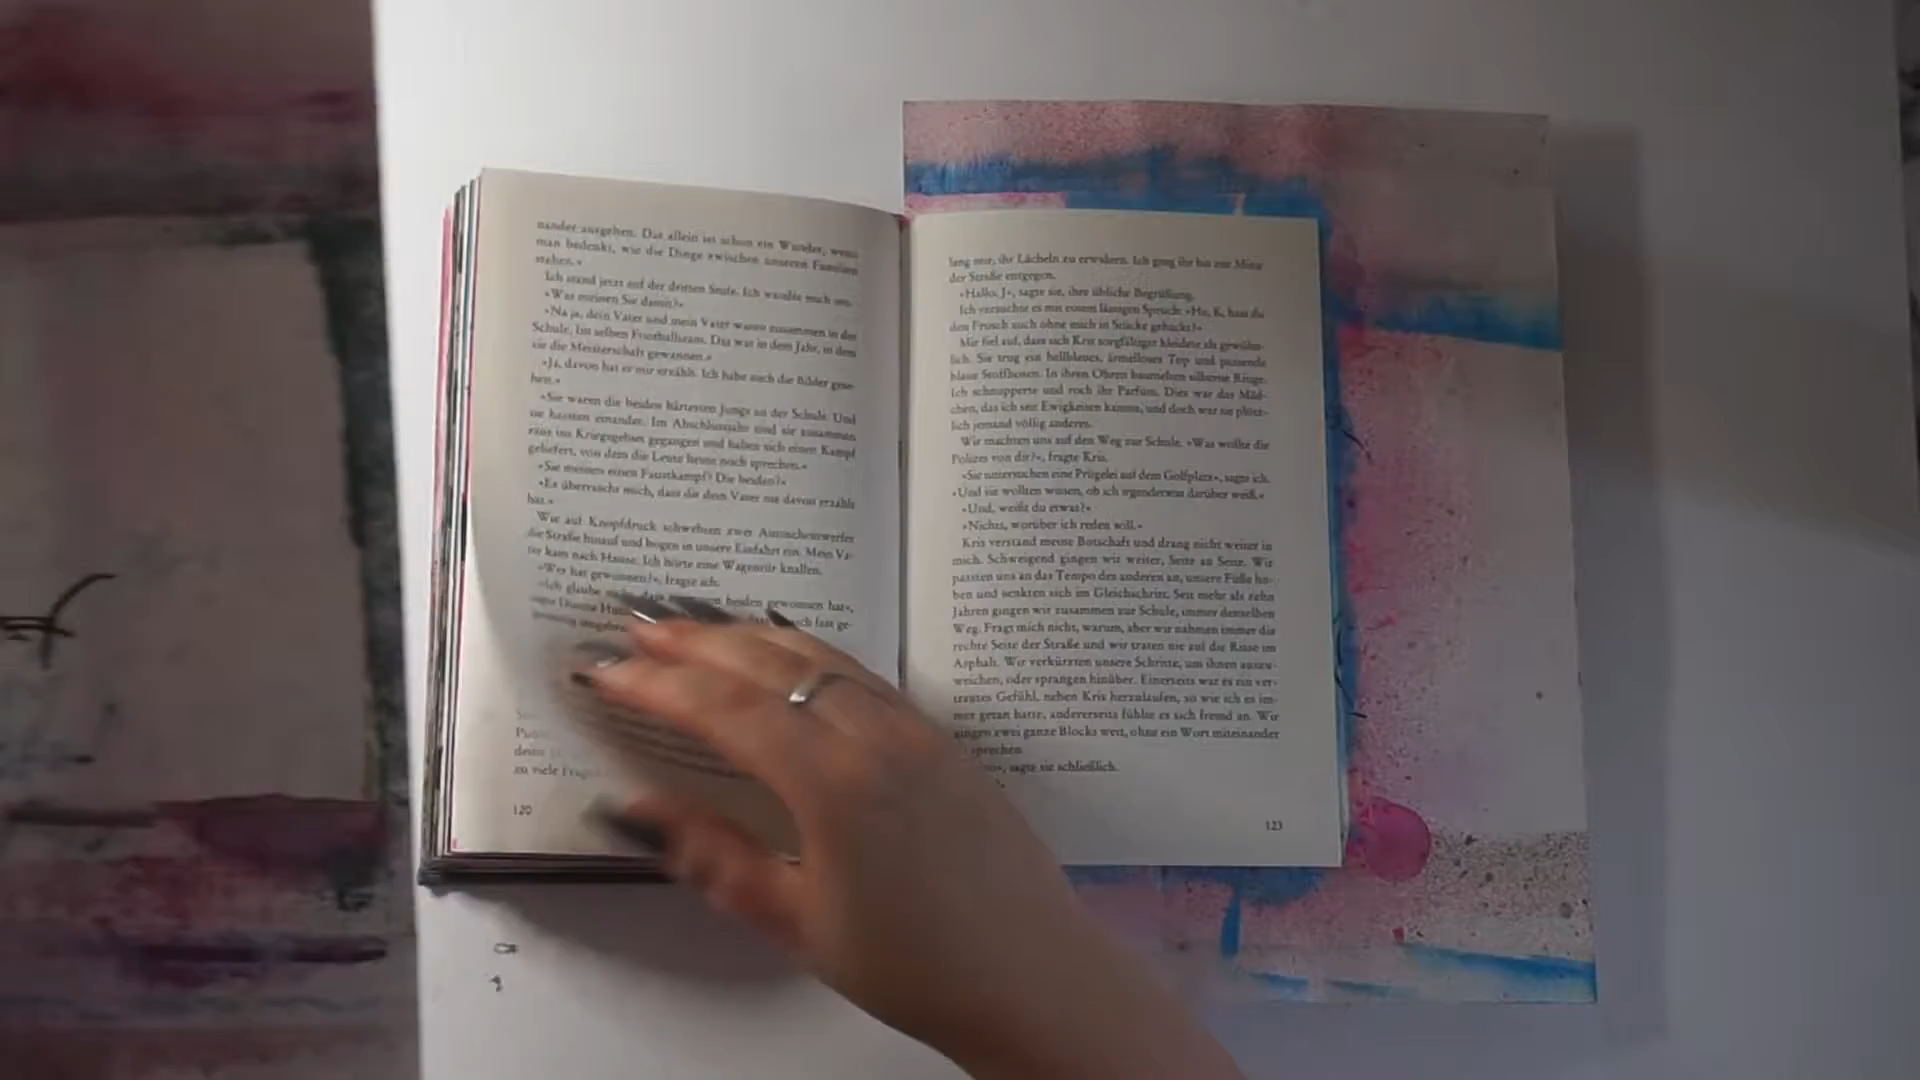 nander ausgehen. Das allein ist schon ein Wunder, wenn
man bedenkt, wie die Dinge zwischen unseren Familien
stehen.«
Ich stand jetzt auf der dritten Stufe. Ich wandte mich um.
»Was meinen Sie damit?«
»Na ja, dein Vater und mein Vater waren zusammen in der
Schule. Im selben Footballteam. Das war in dem Jahr, in dem
sie die Meisterschaft gewannen.«
»Ja, davon hat er mir erzählt. Ich habe auch die Bilder gese-
hen.«
»Sie waren die beiden härtesten Jungs an der Schule. Und
sie hassten einander. Im Abschlussjahr sind sie zusammen
raus ins Kriegsgebiet gegangen und haben sich einen Kampf
geliefert, von dem die Leute heute noch sprechen.«
»Sie meinen einen Faustkampf? Die beiden?«
»Es überrascht mich, dass dir dein Vater nie davon erzählt
hat.«
Wie auf Knopfdruck schwebten zwei Autoscheinwerfer
die Straße hinauf und bogen in unsere Einfahrt ein. Mein Va-
ter kam nach Hause. Ich hörte eine Wagentür knallen.
»Wer hat gewonnen?«, fragte ich.
»Ich glaube beiden gewonnen hat«,
fast ge-
deine
zu viele
120
lang mir, ihr Lächeln zu erwidern. Ich ging ihr bis zur Mitte
der Straße entgegen.
»Hallo, J«, sagte sie, ihre übliche Begrüßung.
Ich versuchte es mit einem lässigen Spruch: »Ha, K, hast du
den Frosch auch ohne mich in Stücke gehackt?«
Mir fiel auf, dass sich Kris sorgfältiger kleidete als gewöhn-
lich. Sie trug ein hellblaues, ärmelloses Top und passende
blaue Stoffhosen. In ihren Ohren baumelten silberne Ringe.
Ich schnupperte und roch ihr Parfüm. Dies war das Mäd-
chen, das ich seit Ewigkeiten kannte, und doch war sie plötz-
lich jemand völlig anderes.
Wir machten uns auf den Weg zur Schule. »Was wollte die
Polizei von dir?«, fragte Kris.
»Sie untersuchen eine Prügelei auf dem Golfplatz«, sagte ich.
»Und sie wollten wissen, ob ich irgendetwas darüber weiß.«
»Und, weißt du etwas?«
»Nichts, worüber ich reden will.«
Kris verstand meine Botschaft und drang nicht weiter in
mich. Schweigend gingen wir weiter, Seite an Seite. Wir
passten uns an das Tempo des anderen an, unsere Füße ho-
ben und senkten sich im Gleichschritt. Seit mehr als zehn
Jahren gingen wir zusammen zur Schule, immer denselben
Weg. Fragt mich nicht, warum, aber wir nahmen immer die
rechte Seite der Straße und wir traten nie auf die Risse im
Asphalt. Wir verkürzten unsere Schritte, um ihnen auszu-
weichen, oder sprangen hinüber. Einerseits war es ein ver-
trautes Gefühl, neben Kris herzulaufen, so wie ich es im-
mer getan hatte, andererseits fühlte es sich fremd an. Wir
gingen zwei ganze Blocks weit, ohne ein Wort miteinander
sprechen
sagte sie schließlich.
123